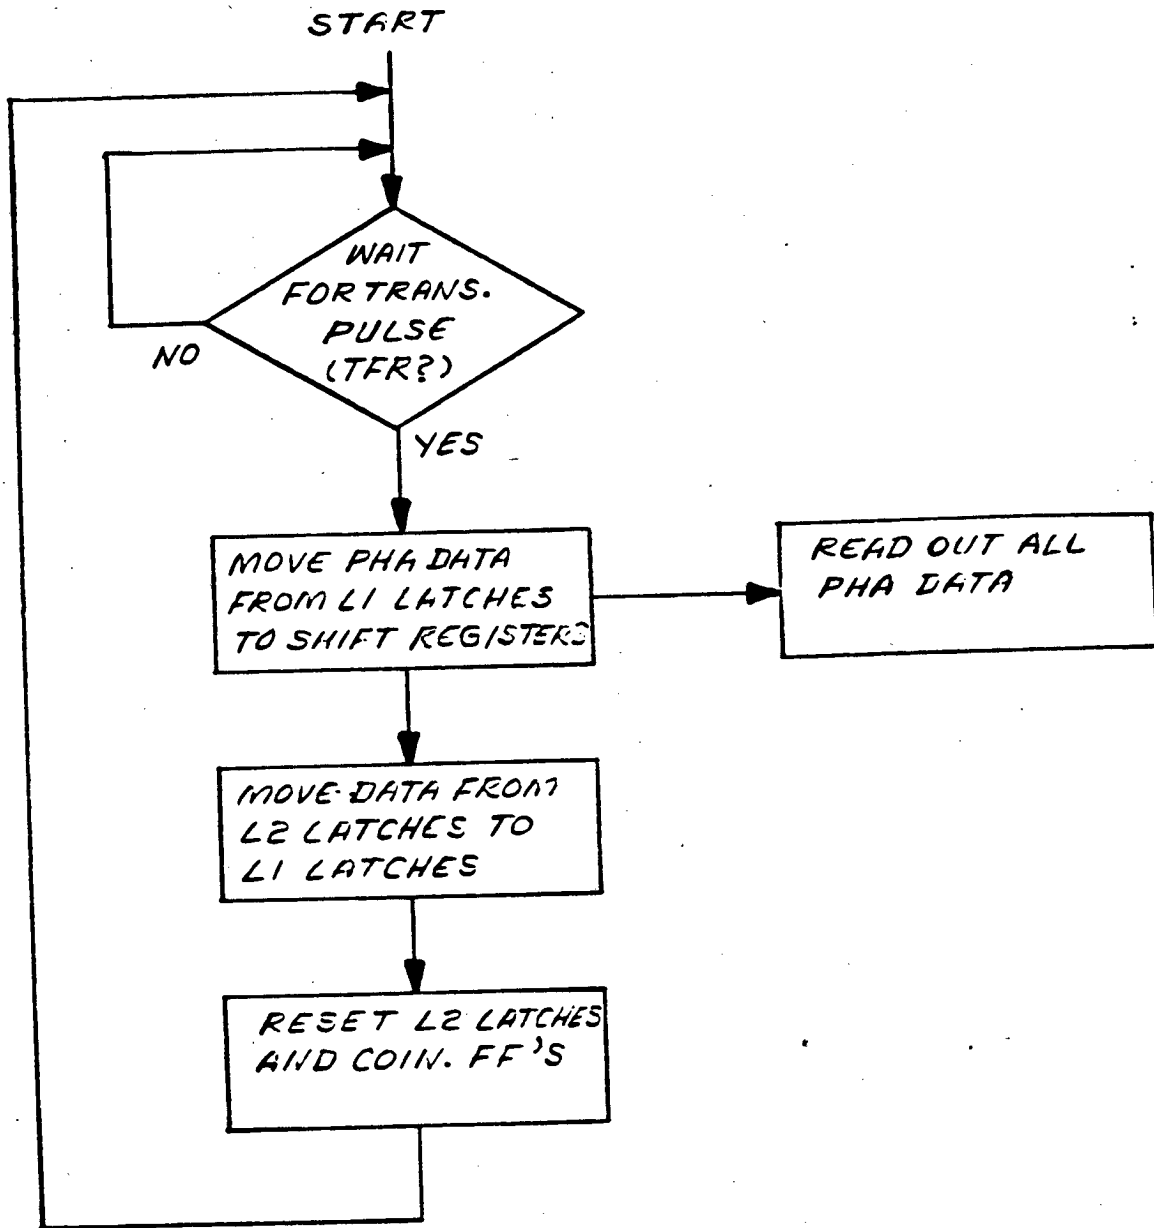 START
WAIT
FOR TRANS.
PULSE
(TFR?)
NO
YES
MOVE PHA DATA
FROM L1 LATCHES
TO SHIFT REGISTERS
READ OUT ALL
PHA DATA
MOVE DATA FROM
L2 LATCHES TO
L1 LATCHES
RESET L2 LATCHES
AND COIN. FF'S